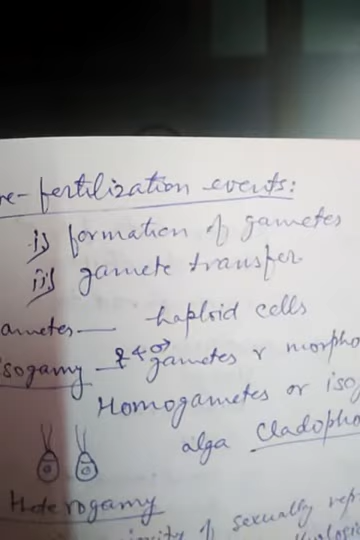 re-fertilization events:
i) formation of gametes
ii) gamete transfer
ametes— haploid cells
isogamy — ♀ & ♂ gametes r morpho
Homogametes or iso
alga Cladopho
Heterogamy
of sexually rep